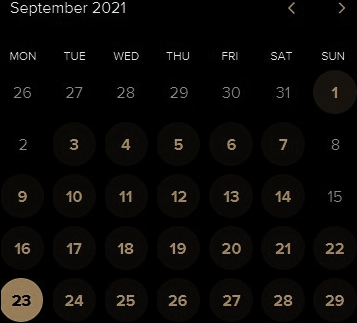 September 2021
MON TUE WED THU FRI SAT SUN
26 27 28 29 30 31 1
2 3 4 5 6 7 8
9 10 11 12 13 14 15
16 17 18 19 20 21 22
23 24 25 26 27 28 29